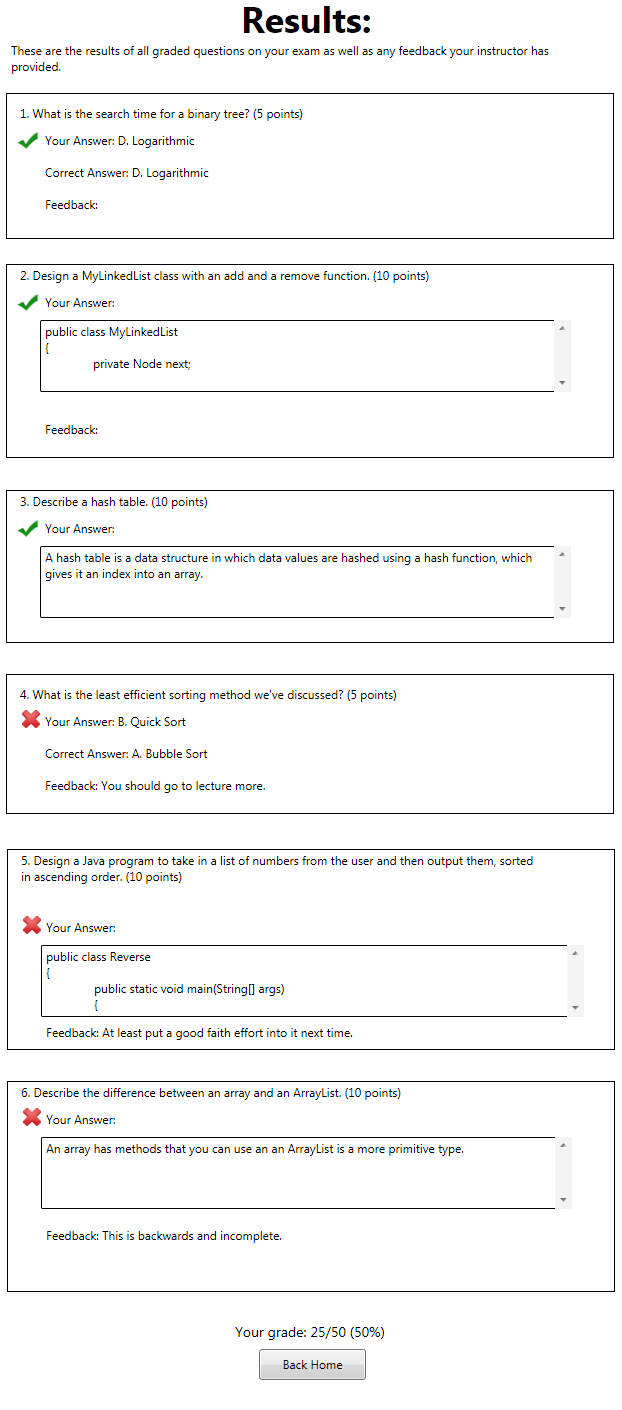 Results:
These are the results of all graded questions on your exam as well as any feedback your instructor has
provided.
1. What is the search time for a binary tree? (5 points)
Your Answer: D. Logarithmic
Correct Answer: D. Logarithmic
Feedback:
2. Design a MyLinkedList class with an add and a remove function. (10 points)
Your Answer:
public class MyLinkedList
{
private Node next;
Feedback:
3. Describe a hash table. (10 points)
Your Answer:
A hash table is a data structure in which data values are hashed using a hash function, which
gives it an index into an array.
4. What is the least efficient sorting method we've discussed? (5 points)
Your Answer: B. Quick Sort
Correct Answer: A. Bubble Sort
Feedback: You should go to lecture more.
5. Design a Java program to take in a list of numbers from the user and then output them, sorted
in ascending order. (10 points)
Your Answer:
public class Reverse
{
public static void main(String[] args)
{
Feedback: At least put a good faith effort into it next time.
6. Describe the difference between an array and an ArrayList. (10 points)
Your Answer:
An array has methods that you can use an an ArrayList is a more primitive type.
Feedback: This is backwards and incomplete.
Your grade: 25/50 (50%)
Back Home